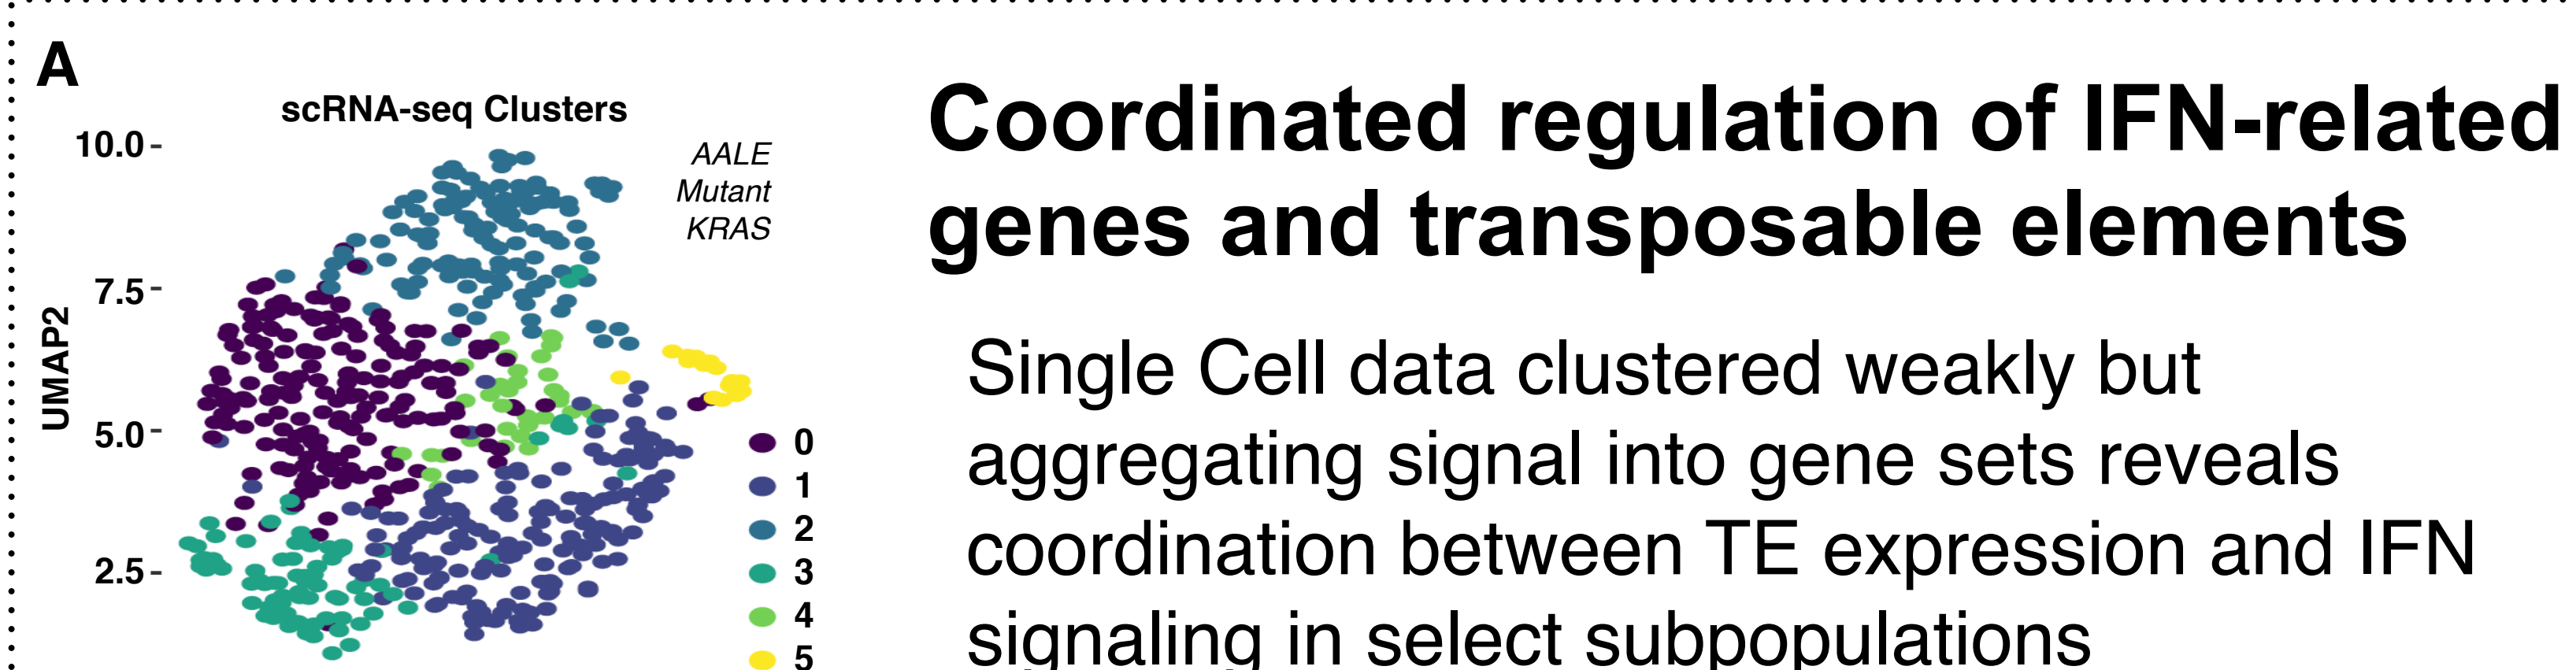 A
scRNA-seq Clusters
AALE
Mutant
KRAS
10.0
7.5
5.0
2.5
UMAP2
0
1
2
3
4
5
Coordinated regulation of IFN-related
genes and transposable elements
Single Cell data clustered weakly but
aggregating signal into gene sets reveals
coordination between TE expression and IFN
signaling in select subpopulations